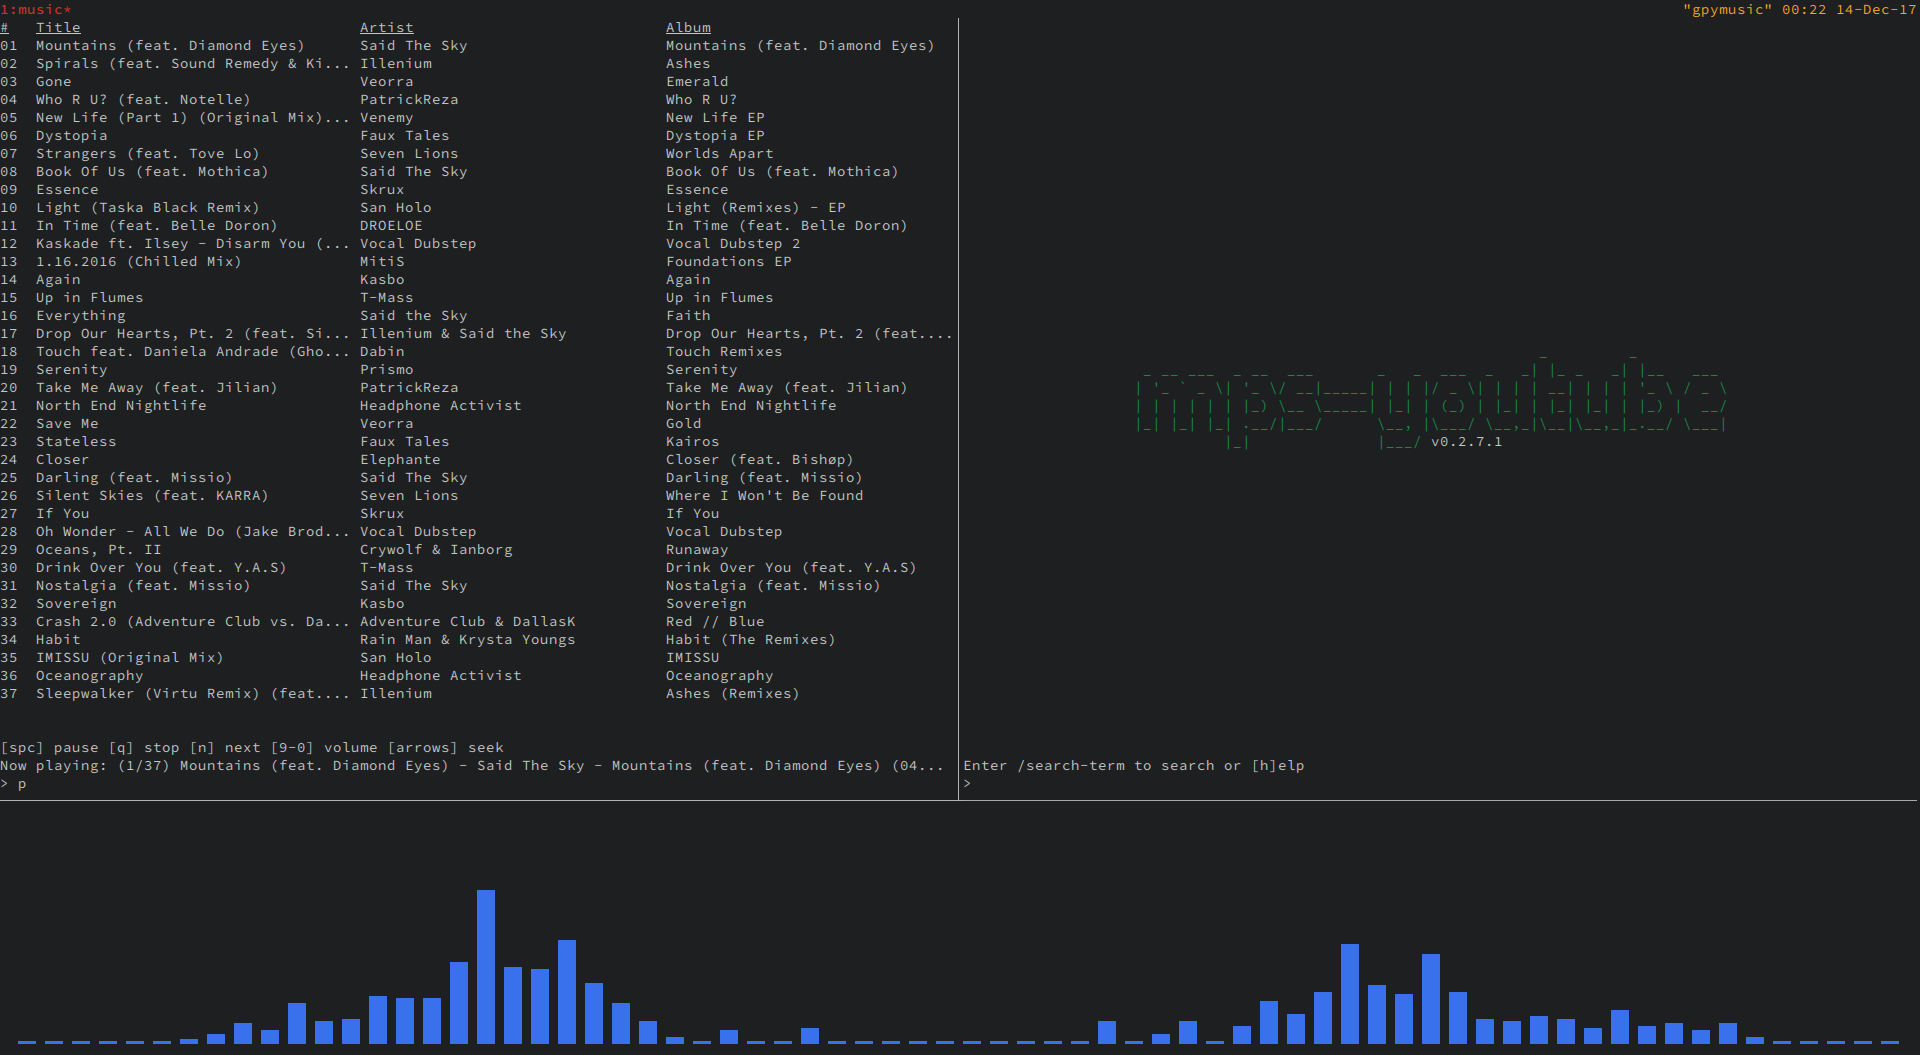 1:music* "gpymusic" 00:22 14-Dec-17
# Title Artist Album
01 Mountains (feat. Diamond Eyes) Said The Sky Mountains (feat. Diamond Eyes)
02 Spirals (feat. Sound Remedy & Ki... Illenium Ashes
03 Gone Veorra Emerald
04 Who R U? (feat. Notelle) PatrickReza Who R U?
05 New Life (Part 1) (Original Mix)... Venemy New Life EP
06 Dystopia Faux Tales Dystopia EP
07 Strangers (feat. Tove Lo) Seven Lions Worlds Apart
08 Book Of Us (feat. Mothica) Said The Sky Book Of Us (feat. Mothica)
09 Essence Skrux Essence
10 Light (Taska Black Remix) San Holo Light (Remixes) - EP
11 In Time (feat. Belle Doron) DROELOE In Time (feat. Belle Doron)
12 Kaskade ft. Ilsey - Disarm You (... Vocal Dubstep Vocal Dubstep 2
13 1.16.2016 (Chilled Mix) MitiS Foundations EP
14 Again Kasbo Again
15 Up in Flumes T-Mass Up in Flumes
16 Everything Said the Sky Faith
17 Drop Our Hearts, Pt. 2 (feat. Si... Illenium & Said the Sky Drop Our Hearts, Pt. 2 (feat....
18 Touch feat. Daniela Andrade (Gho... Dabin Touch Remixes
19 Serenity Prismo Serenity
20 Take Me Away (feat. Jilian) PatrickReza Take Me Away (feat. Jilian)
21 North End Nightlife Headphone Activist North End Nightlife
22 Save Me Veorra Gold
23 Stateless Faux Tales Kairos
24 Closer Elephante Closer (feat. Bishøp)
25 Darling (feat. Missio) Said The Sky Darling (feat. Missio)
26 Silent Skies (feat. KARRA) Seven Lions Where I Won't Be Found
27 If You Skrux If You
28 Oh Wonder - All We Do (Jake Brod... Vocal Dubstep Vocal Dubstep
29 Oceans, Pt. II Crywolf & Ianborg Runaway
30 Drink Over You (feat. Y.A.S) T-Mass Drink Over You (feat. Y.A.S)
31 Nostalgia (feat. Missio) Said The Sky Nostalgia (feat. Missio)
32 Sovereign Kasbo Sovereign
33 Crash 2.0 (Adventure Club vs. Da... Adventure Club & DallasK Red // Blue
34 Habit Rain Man & Krysta Youngs Habit (The Remixes)
35 IMISSU (Original Mix) San Holo IMISSU
36 Oceanography Headphone Activist Oceanography
37 Sleepwalker (Virtu Remix) (feat.... Illenium Ashes (Remixes)
[spc] pause [q] stop [n] next [9-0] volume [arrows] seek
Now playing: (1/37) Mountains (feat. Diamond Eyes) - Said The Sky - Mountains (feat. Diamond Eyes) (04...
> p
mps-youtube
v0.2.7.1
Enter /search-term to search or [h]elp
>